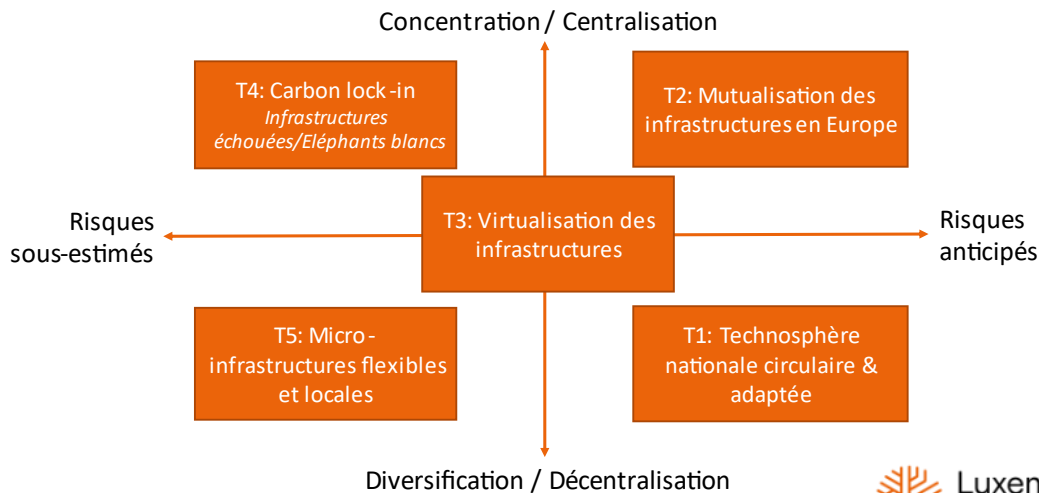 Concentration / Centralisation
T4: Carbon lock-in
Infrastructures
échouées/Eléphants blancs
T2: Mutualisation des
infrastructures en Europe
Risques
sous-estimés
T3: Virtualisation des
infrastructures
Risques
anticipés
T5: Micro-
infrastructures flexibles
et locales
T1: Technosphère
nationale circulaire &
adaptée
Diversification / Décentralisation